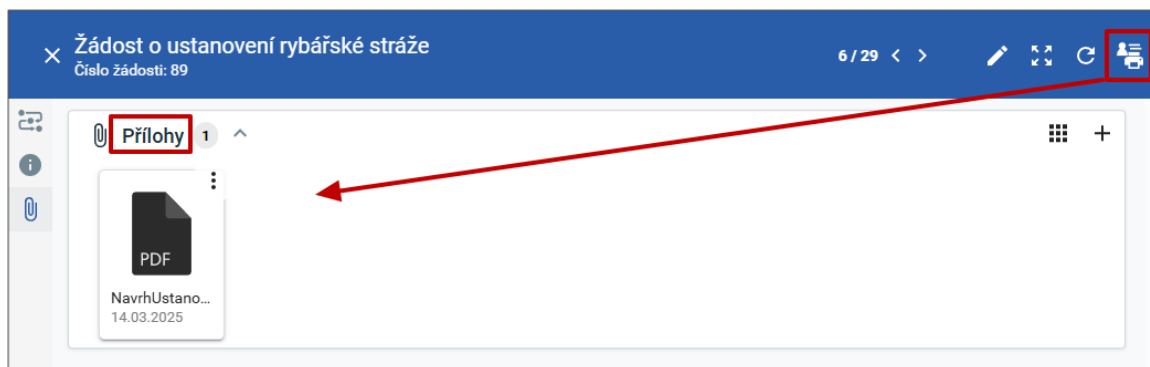 Žádost o ustanovení rybářské stráže
Číslo žádosti: 89
6 / 29
Přílohy 1
PDF
NavrhUstano...
14.03.2025